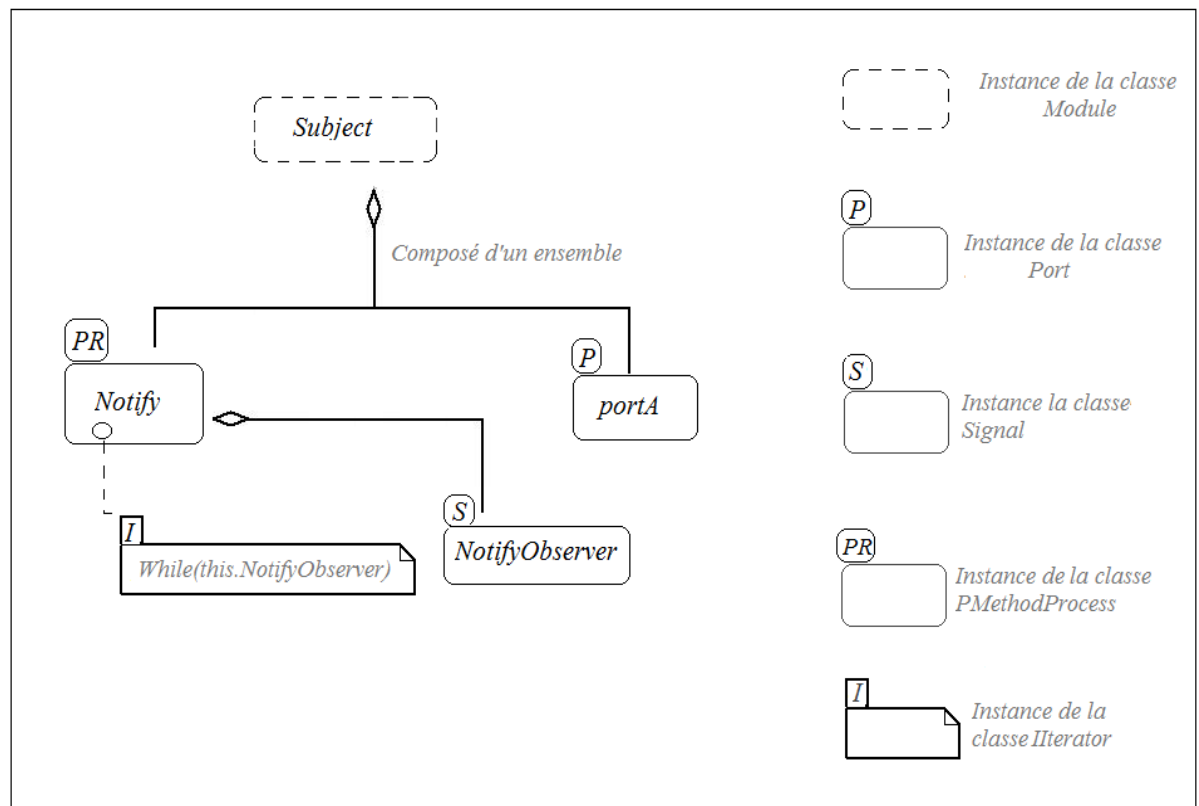 Subject
Composé d'un ensemble
PR
Notify
P
portA
S
NotifyObserver
I
While(this.NotifyObserver)
Instance de la classe
Module
P
Instance de la classe
Port
S
Instance la classe
Signal
PR
Instance de la classe
PMethodProcess
I
Instance de la
classe IIterator